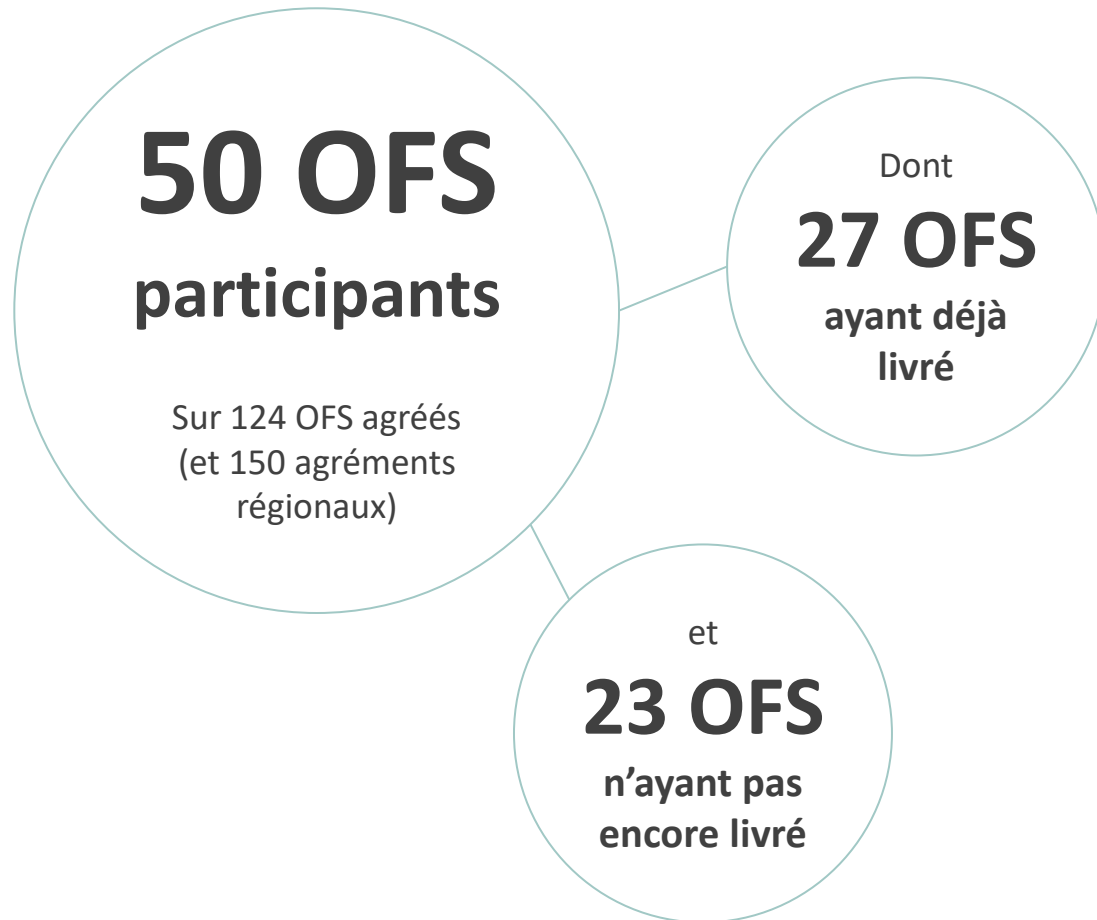 50 OFS
participants
Sur 124 OFS agréés
(et 150 agréments
régionaux)
Dont
27 OFS
ayant déjà
livré
et
23 OFS
n’ayant pas
encore livré